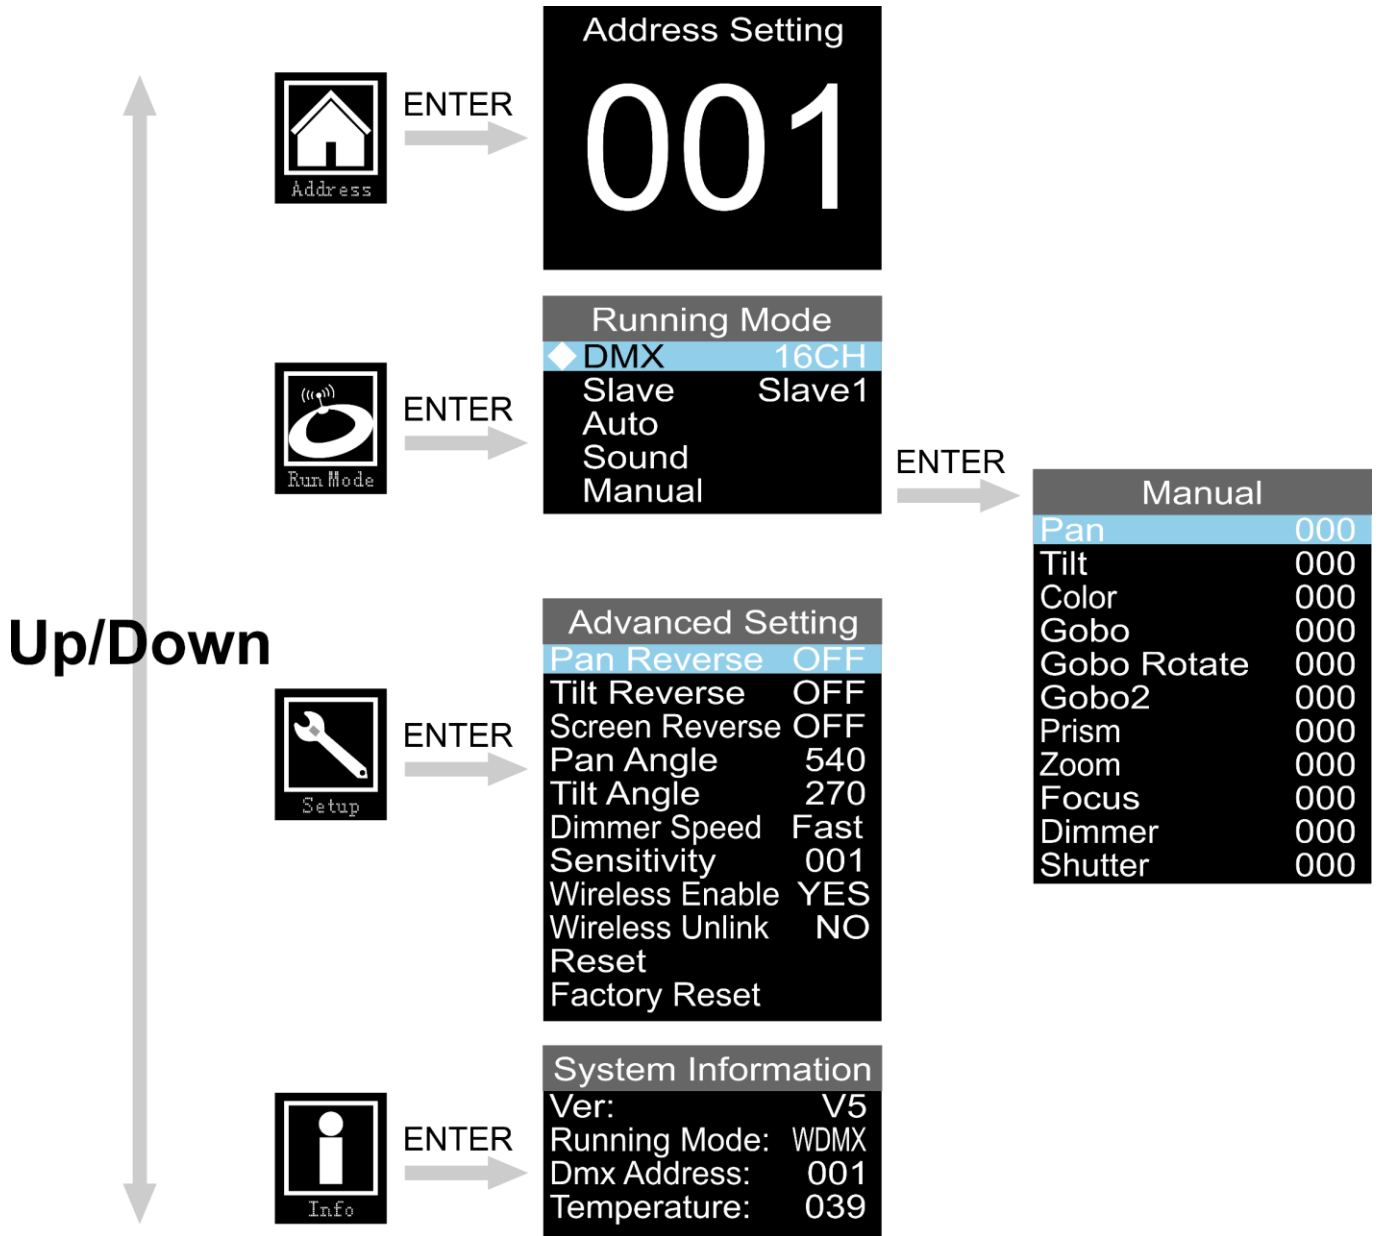 Address Setting
001
ENTER
Address
Running Mode
DMX 16CH
Slave Slave1
Auto
Sound
Manual
ENTER
Run Mode
ENTER
Manual
Pan 000
Tilt 000
Color 000
Gobo 000
Gobo Rotate 000
Gobo2 000
Prism 000
Zoom 000
Focus 000
Dimmer 000
Shutter 000
Up/Down
Advanced Setting
Pan Reverse OFF
Tilt Reverse OFF
Screen Reverse OFF
Pan Angle 540
Tilt Angle 270
Dimmer Speed Fast
Sensitivity 001
Wireless Enable YES
Wireless Unlink NO
Reset
Factory Reset
ENTER
Setup
System Information
Ver: V5
Running Mode: WDMX
Dmx Address: 001
Temperature: 039
ENTER
Info